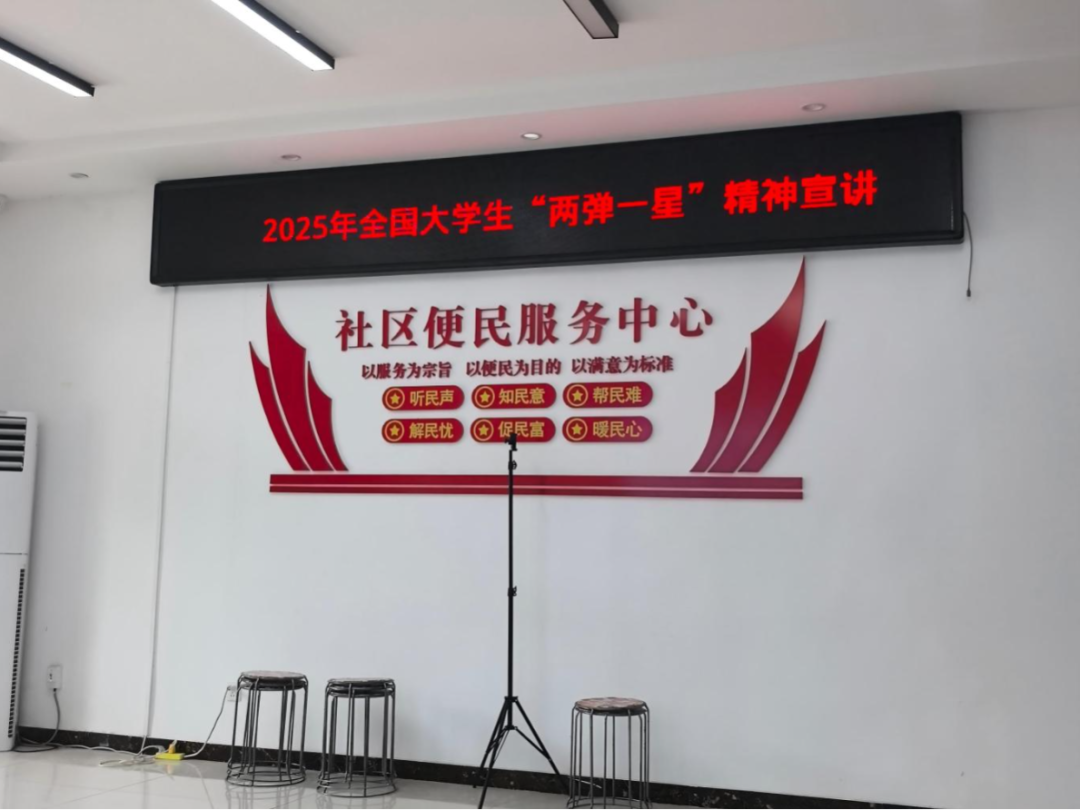 2025年全国大学生“两弹一星”精神宣讲
社区便民服务中心
以服务为宗旨 以便民为目的 以满意为标准
听民声 知民意 帮民难
解民忧 促民富 暖民心